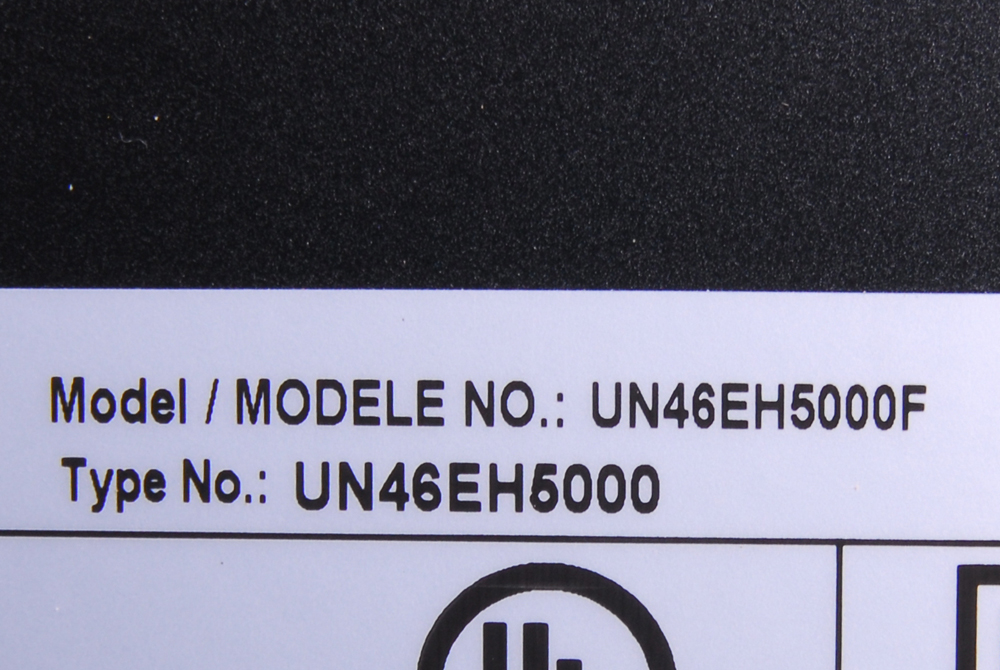 Model / MODELE NO.: UN46EH5000F
Type No.: UN46EH5000